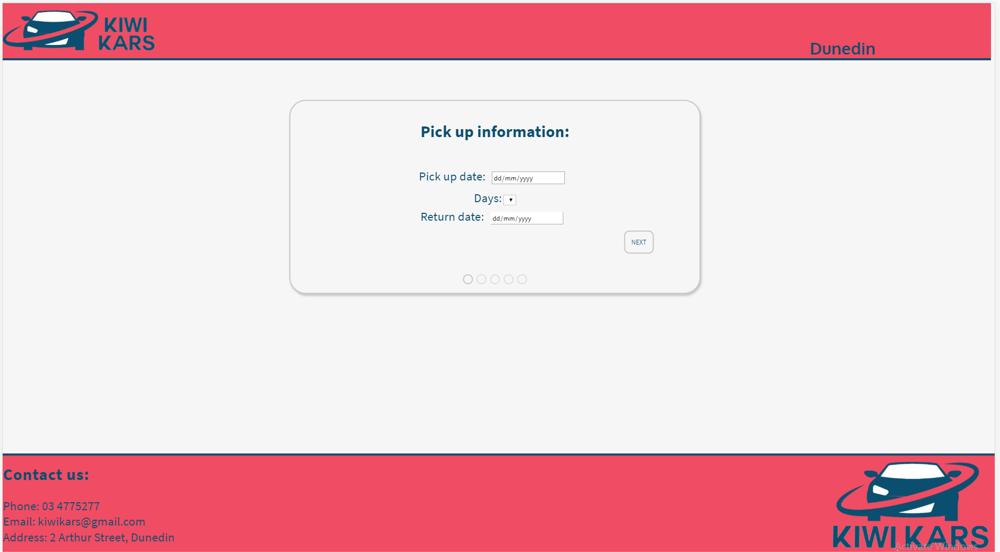 KIWI
KARS
Dunedin
Pick up information:
Pick up date: dd/mm/yyyy
Days:
Return date: dd/mm/yyyy
NEXT
Contact us:
Phone: 03 4775277
Email: kiwikars@gmail.com
Address: 2 Arthur Street, Dunedin
KIWI KARS
Activate Windows